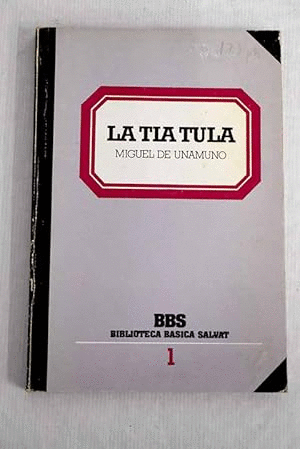 LA TIA TULA
MIGUEL DE UNAMUNO
BBS
BIBLIOTECA BASICA SALVAT
1